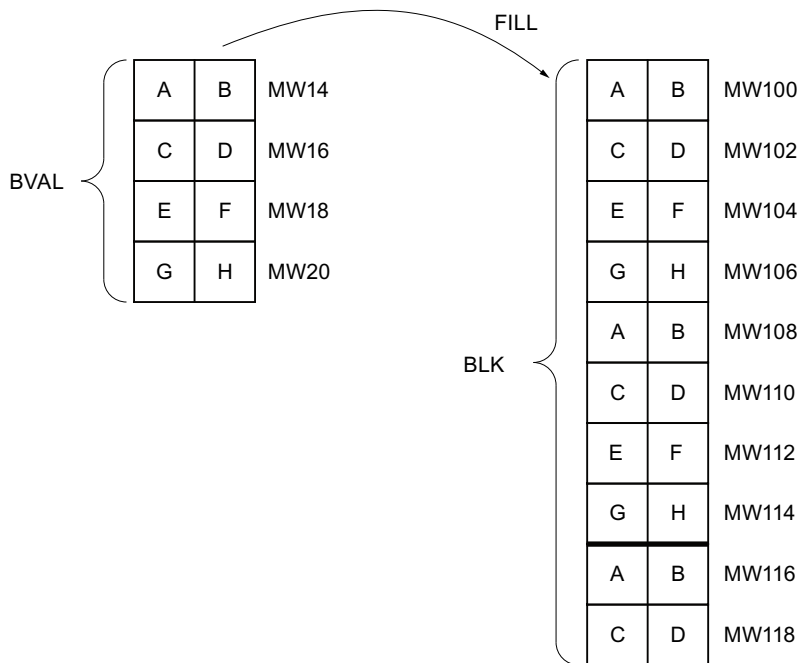 FILL
A B MW14
C D MW16
E F MW18
G H MW20
BVAL
A B MW100
C D MW102
E F MW104
G H MW106
A B MW108
C D MW110
E F MW112
G H MW114
A B MW116
C D MW118
BLK